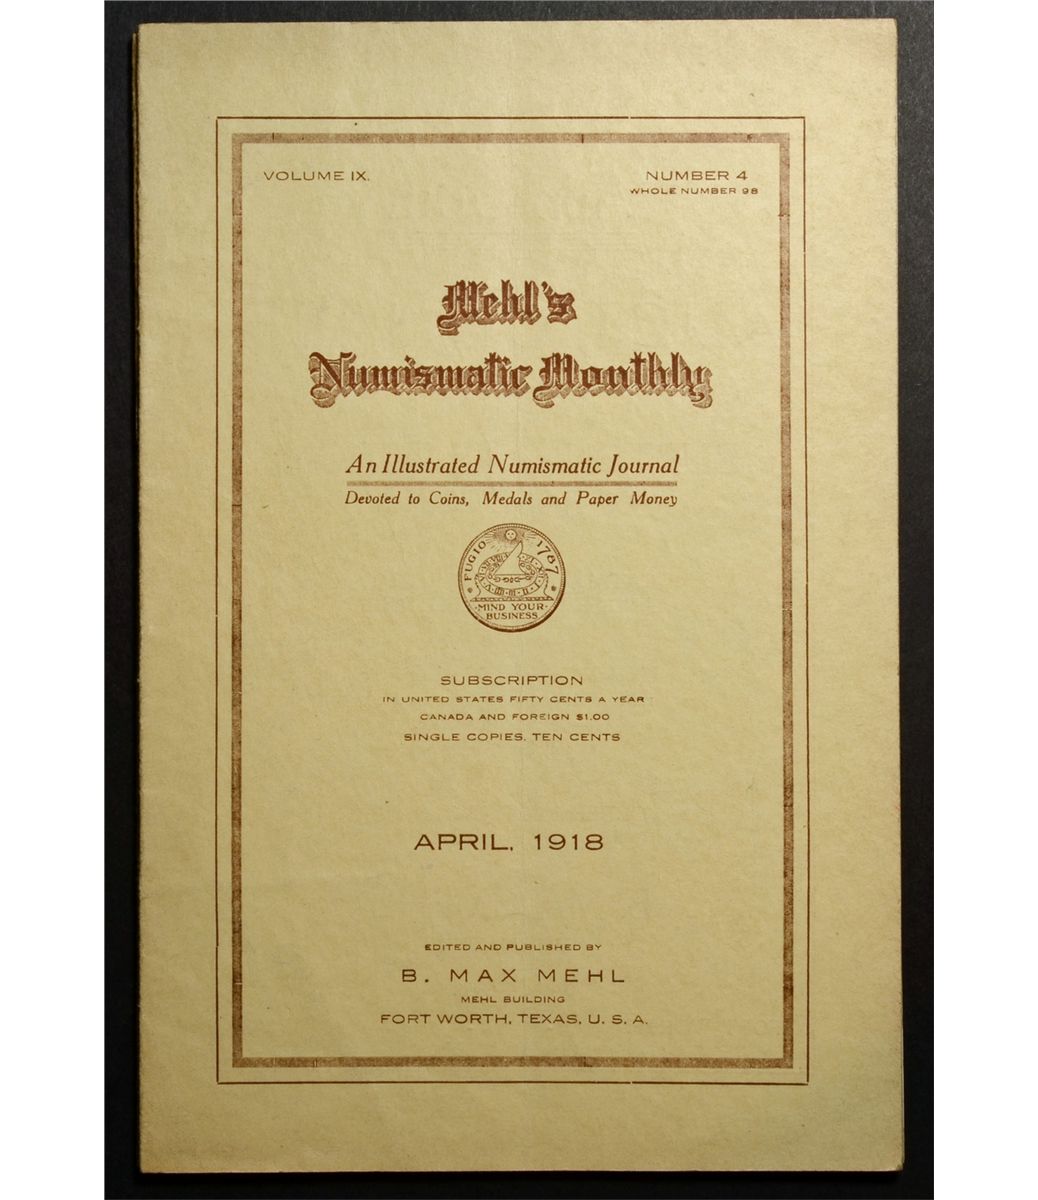 VOLUME IX.
NUMBER 4
WHOLE NUMBER 98
Mehl's
Numismatic Monthly
An Illustrated Numismatic Journal
Devoted to Coins, Medals and Paper Money
FUGIO 1787
MIND YOUR
BUSINESS
SUBSCRIPTION
IN UNITED STATES FIFTY CENTS A YEAR
CANADA AND FOREIGN $1.00
SINGLE COPIES. TEN CENTS
APRIL, 1918
EDITED AND PUBLISHED BY
B. MAX MEHL
MEHL BUILDING
FORT WORTH, TEXAS, U. S. A.